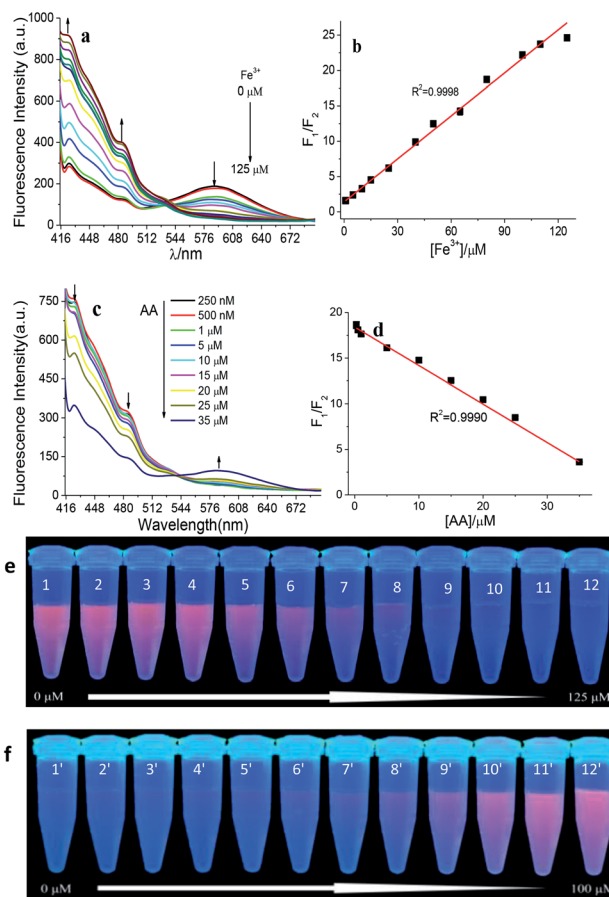 a
Fluorescence Intensity (a.u.)
1000
800
600
400
200
0
Fe³⁺
0 μM
125 μM
416 448 480 512 544 576 608 640 672
λ/nm
b
F₁/F₂
25
20
15
10
5
0
R²=0.9998
0 30 60 90 120
[Fe³⁺]/μM
c
Fluorescence Intensity(a.u.)
750
600
450
300
150
0
AA
250 nM
500 nM
1 μM
5 μM
10 μM
15 μM
20 μM
25 μM
35 μM
416 448 480 512 544 576 608 640 672
Wavelength(nm)
d
F₁/F₂
20
15
10
5
0
R²=0.9990
0 10 20 30
[AA]/μM
e
1 2 3 4 5 6 7 8 9 10 11 12
0 μM 125 μM
f
1' 2' 3' 4' 5' 6' 7' 8' 9' 10' 11' 12'
0 μM 100 μM